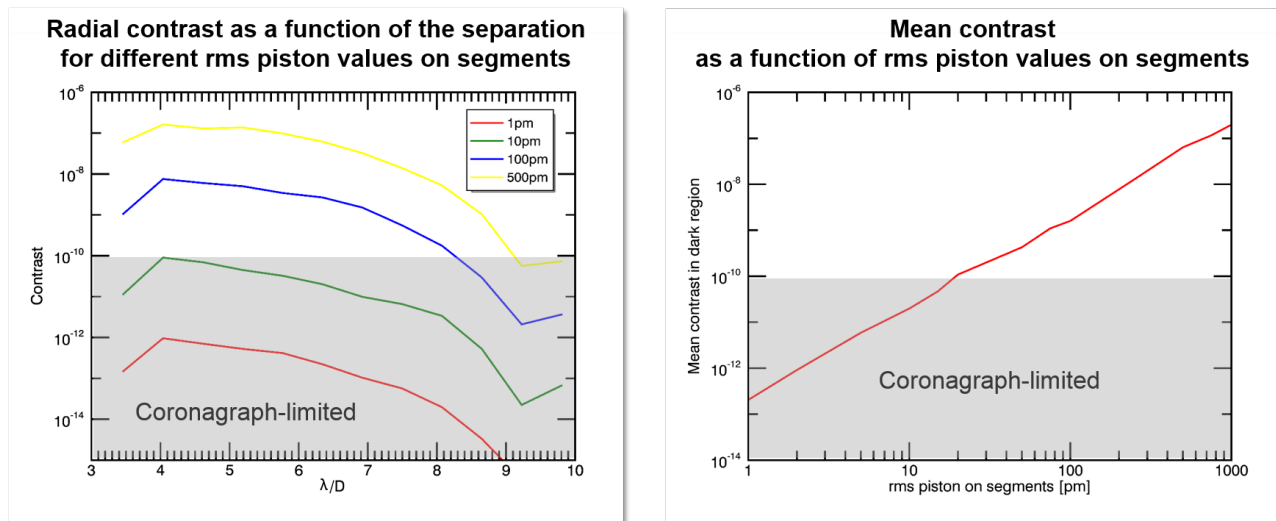 Radial contrast as a function of the separation
for different rms piston values on segments
10-6
10-8
10-10
10-12
10-14
Contrast
1pm
10pm
100pm
500pm
Coronagraph-limited
3 4 5 6 7 8 9 10
λ/D
Mean contrast
as a function of rms piston values on segments
10-6
10-8
10-10
10-12
10-14
Mean contrast in dark region
Coronagraph-limited
1 10 100 1000
rms piston on segments [pm]